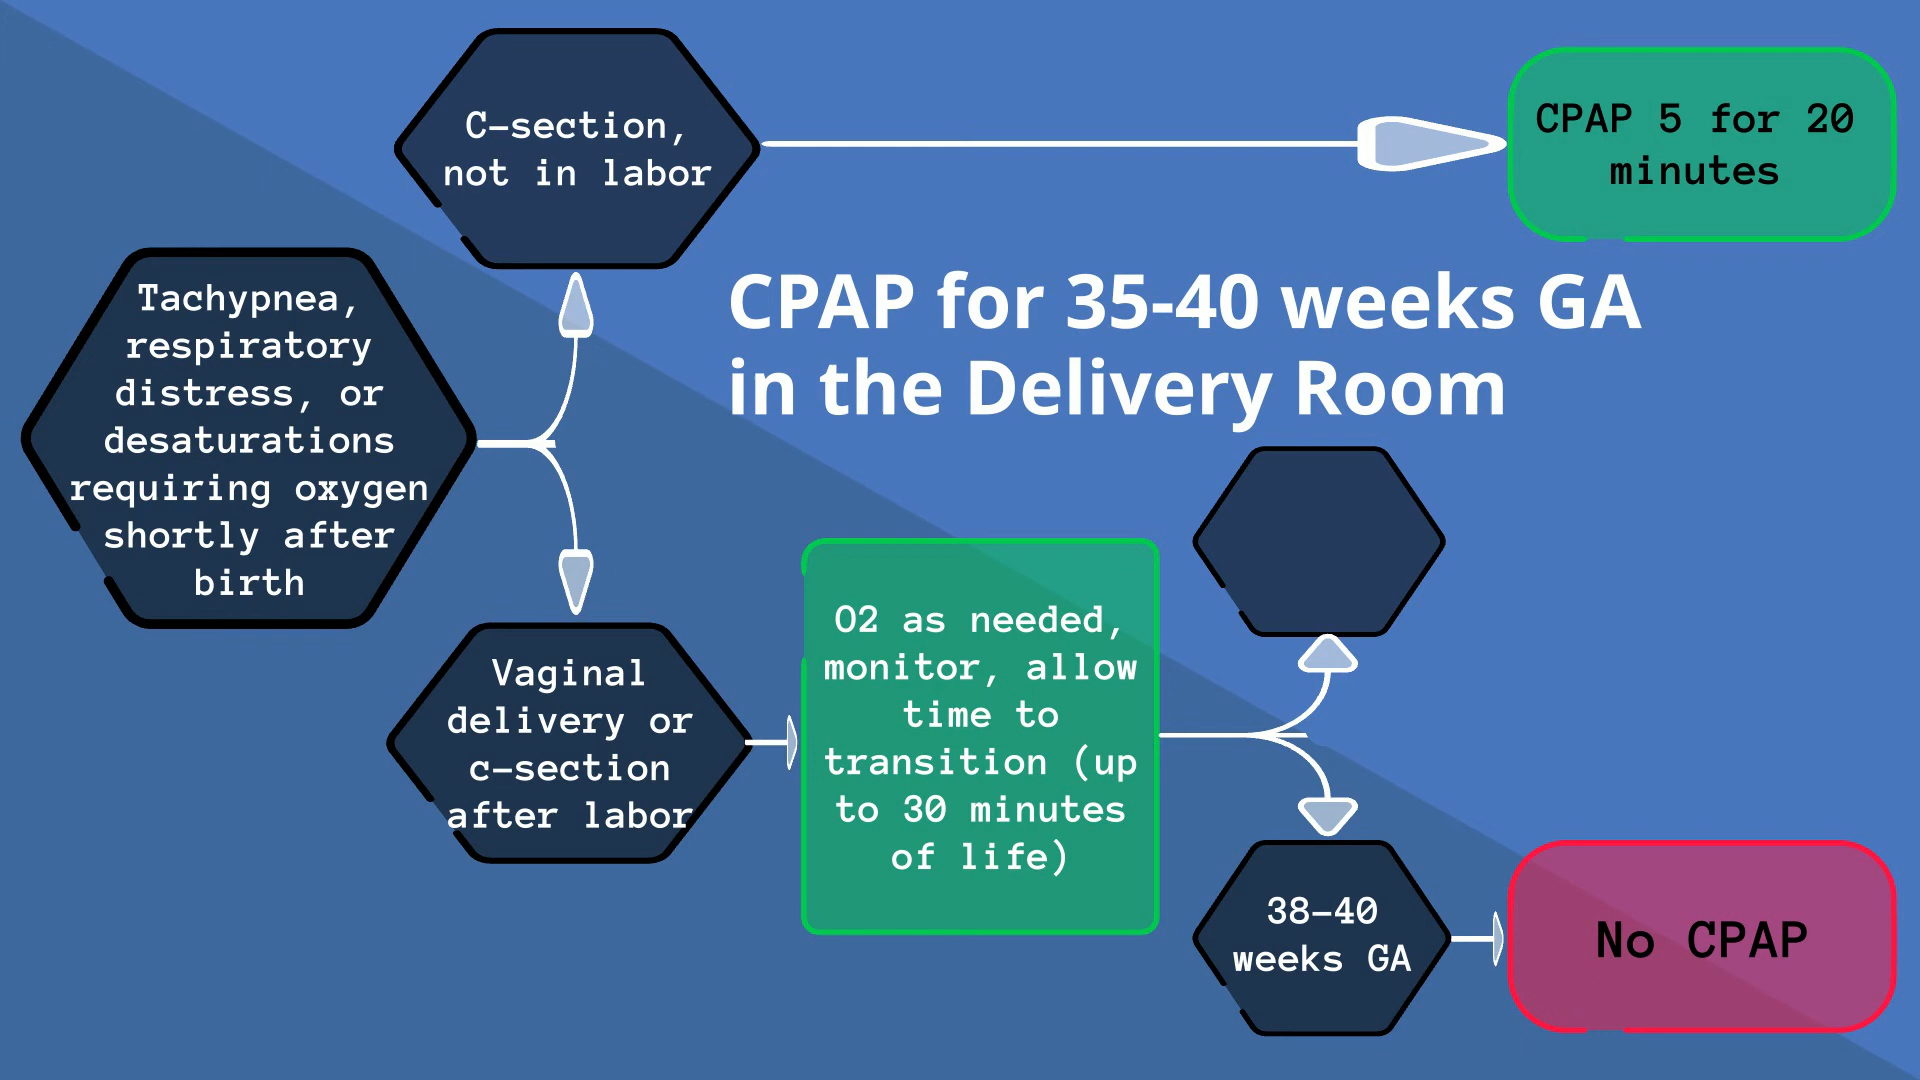 C-section,
not in labor
CPAP 5 for 20
minutes
CPAP for 35-40 weeks GA
in the Delivery Room
Tachypnea,
respiratory
distress, or
desaturations
requiring oxygen
shortly after
birth
Vaginal
delivery or
c-section
after labor
O2 as needed,
monitor, allow
time to
transition (up
to 30 minutes
of life)
38-40
weeks GA
No CPAP